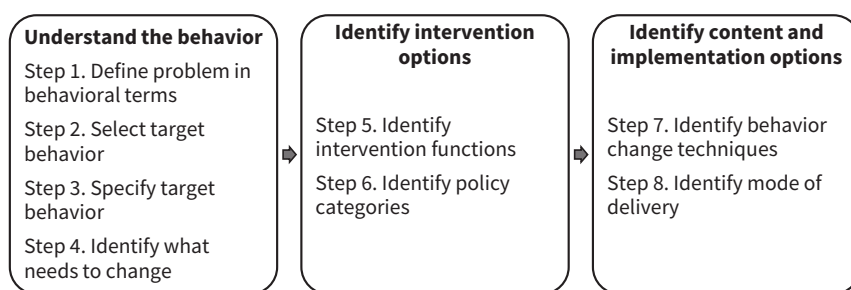 Understand the behavior
Step 1. Define problem in
behavioral terms
Step 2. Select target
behavior
Step 3. Specify target
behavior
Step 4. Identify what
needs to change
Identify intervention
options
Step 5. Identify
intervention functions
Step 6. Identify policy
categories
Identify content and
implementation options
Step 7. Identify behavior
change techniques
Step 8. Identify mode of
delivery